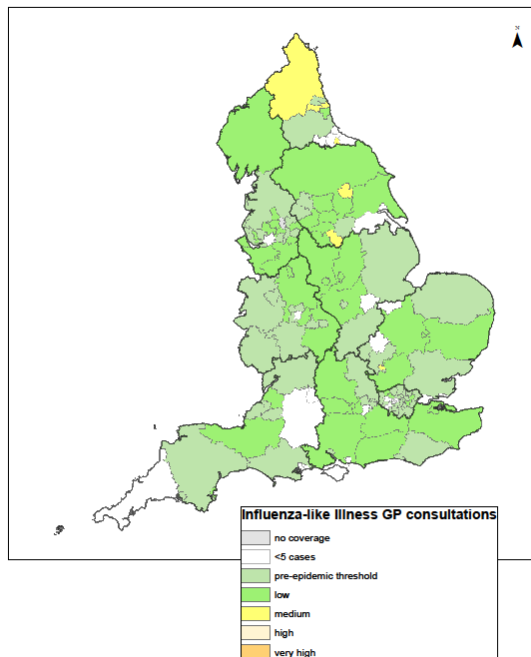 Influenza-like Illness GP consultations
no coverage
<5 cases
pre-epidemic threshold
low
medium
high
very high